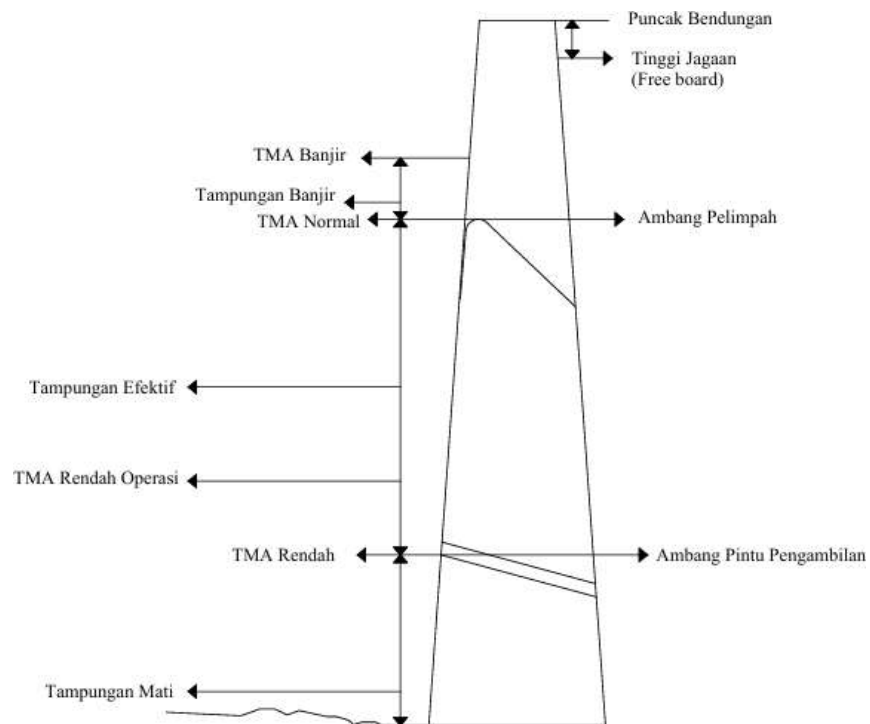 Puncak Bendungan
Tinggi Jagaan
(Free board)
TMA Banjir
Tampungan Banjir
TMA Normal
Ambang Pelimpah
Tampungan Efektif
TMA Rendah Operasi
TMA Rendah
Ambang Pintu Pengambilan
Tampungan Mati